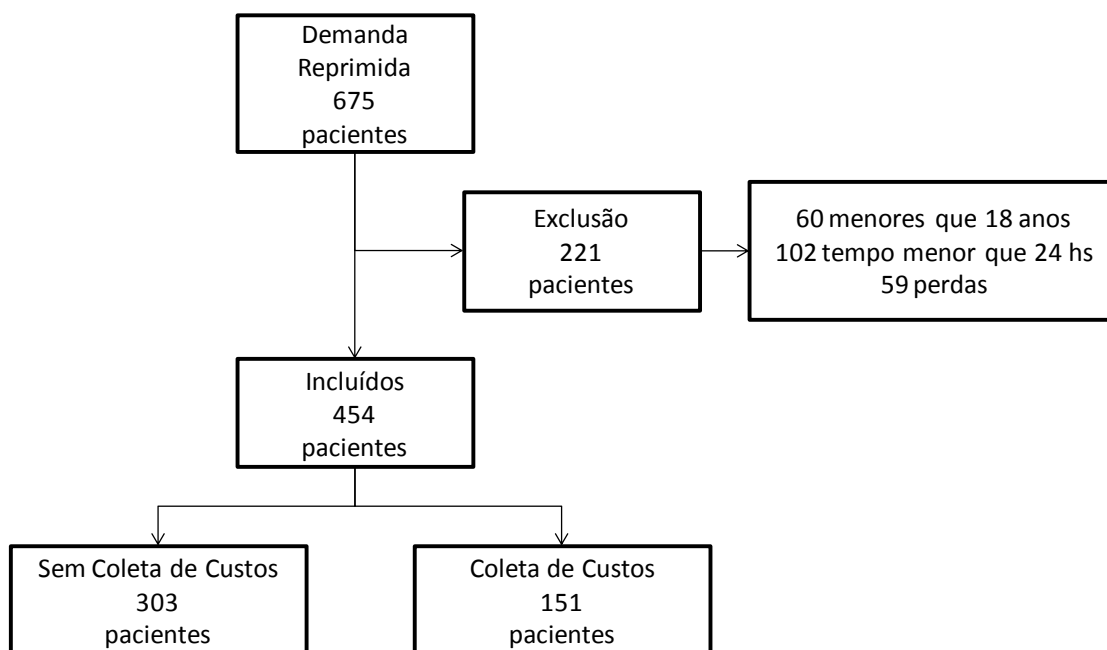 Demanda
Reprimida
675
pacientes
Exclusão
221
pacientes
60 menores que 18 anos
102 tempo menor que 24 hs
59 perdas
Incluídos
454
pacientes
Sem Coleta de Custos
303
pacientes
Coleta de Custos
151
pacientes